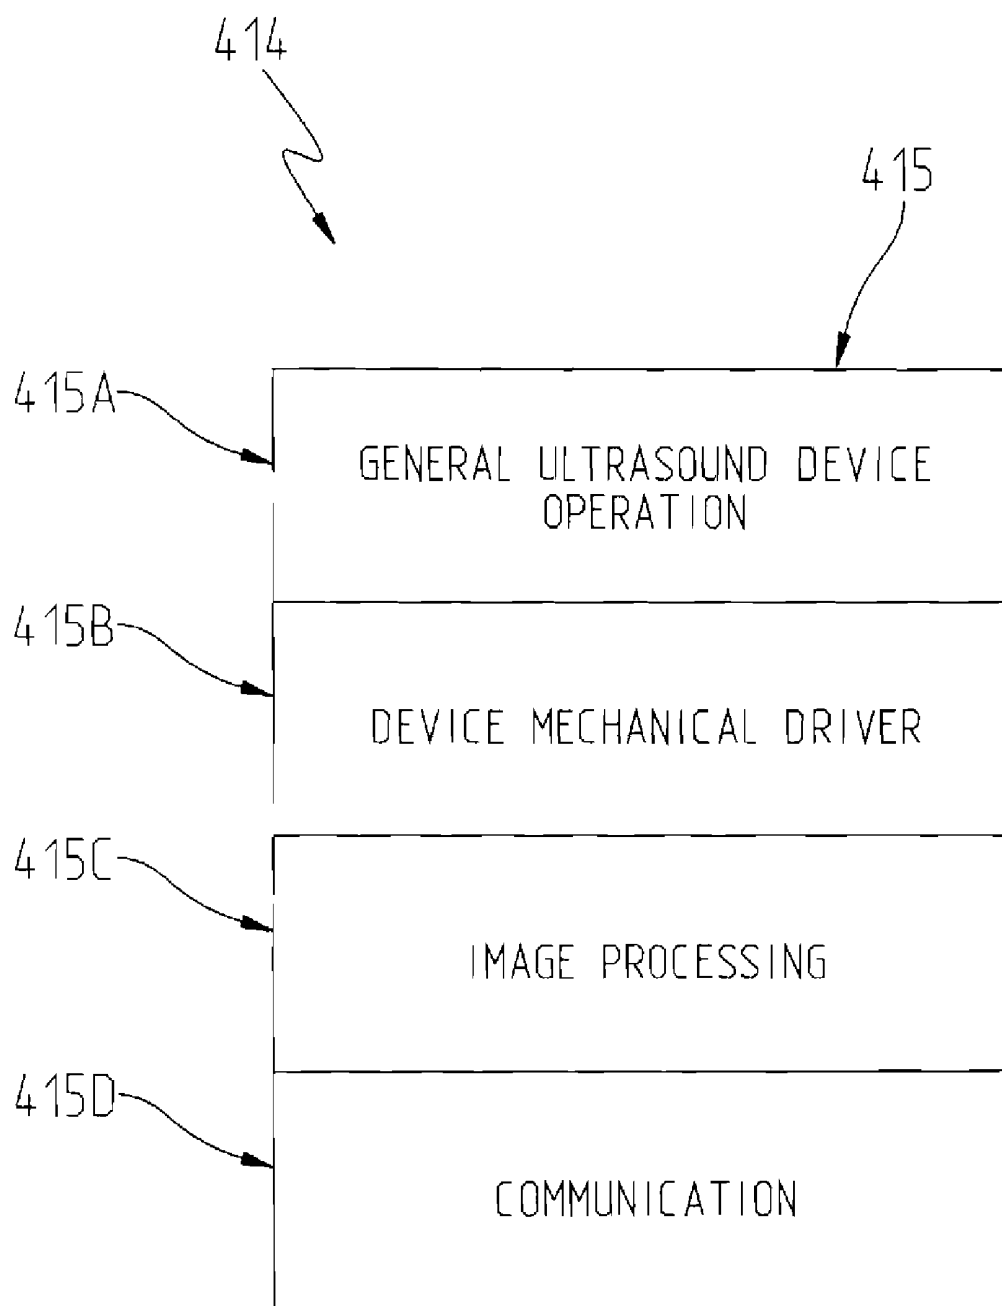 414
415
415A
GENERAL ULTRASOUND DEVICE
OPERATION
415B
DEVICE MECHANICAL DRIVER
415C
IMAGE PROCESSING
415D
COMMUNICATION